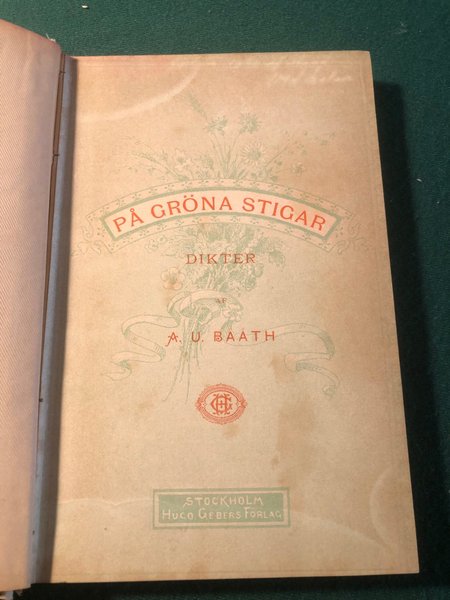 PÅ GRÖNA STIGAR
DIKTER
AF
A. U. BAATH
STOCKHOLM
HUGO GEBERS FÖRLAG